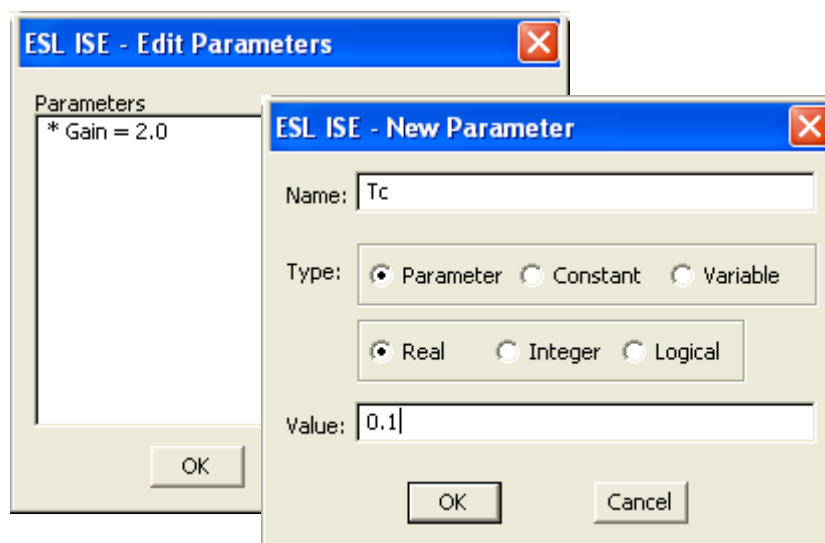 ESL ISE - Edit Parameters
Parameters
* Gain = 2.0
OK
ESL ISE - New Parameter
Name: Tc
Type: Parameter Constant Variable
Real Integer Logical
Value: 0.1
OK Cancel